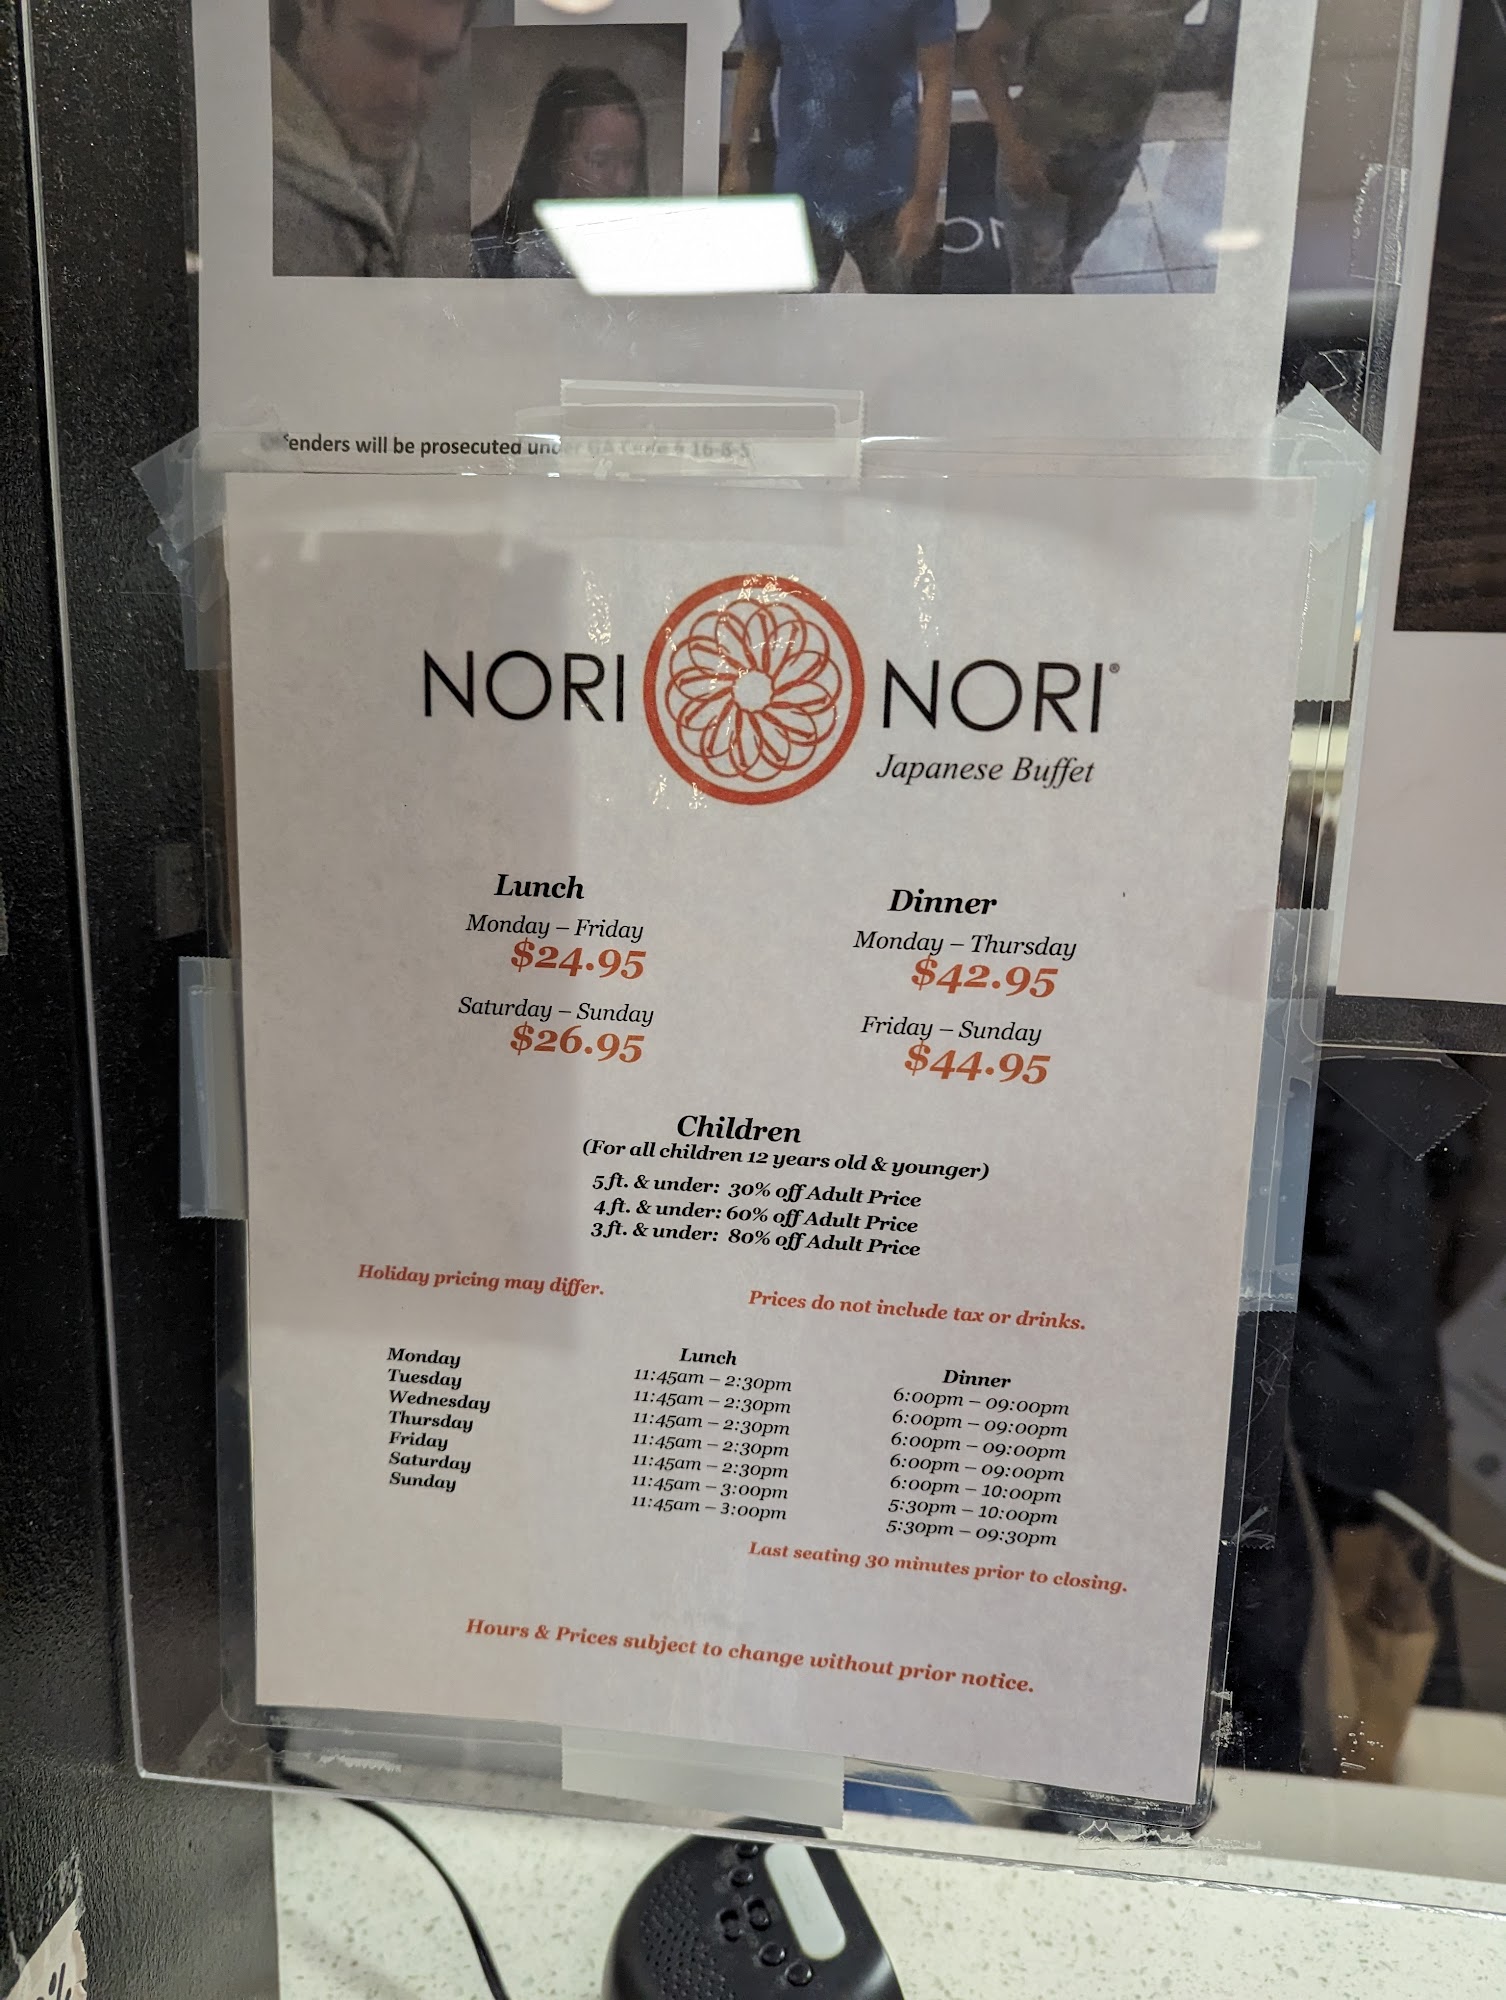 enders will be prosecuted under GA Code § 16-8-5
NORI NORI®
Japanese Buffet
Lunch
Monday – Friday
$24.95
Saturday – Sunday
$26.95
Dinner
Monday – Thursday
$42.95
Friday – Sunday
$44.95
Children
(For all children 12 years old & younger)
5 ft. & under: 30% off Adult Price
4 ft. & under: 60% off Adult Price
3 ft. & under: 80% off Adult Price
Holiday pricing may differ.
Prices do not include tax or drinks.
Monday
Tuesday
Wednesday
Thursday
Friday
Saturday
Sunday
Lunch
11:45am – 2:30pm
11:45am – 2:30pm
11:45am – 2:30pm
11:45am – 2:30pm
11:45am – 2:30pm
11:45am – 3:00pm
11:45am – 3:00pm
Dinner
6:00pm – 09:00pm
6:00pm – 09:00pm
6:00pm – 09:00pm
6:00pm – 09:00pm
6:00pm – 10:00pm
5:30pm – 10:00pm
5:30pm – 09:30pm
Last seating 30 minutes prior to closing.
Hours & Prices subject to change without prior notice.